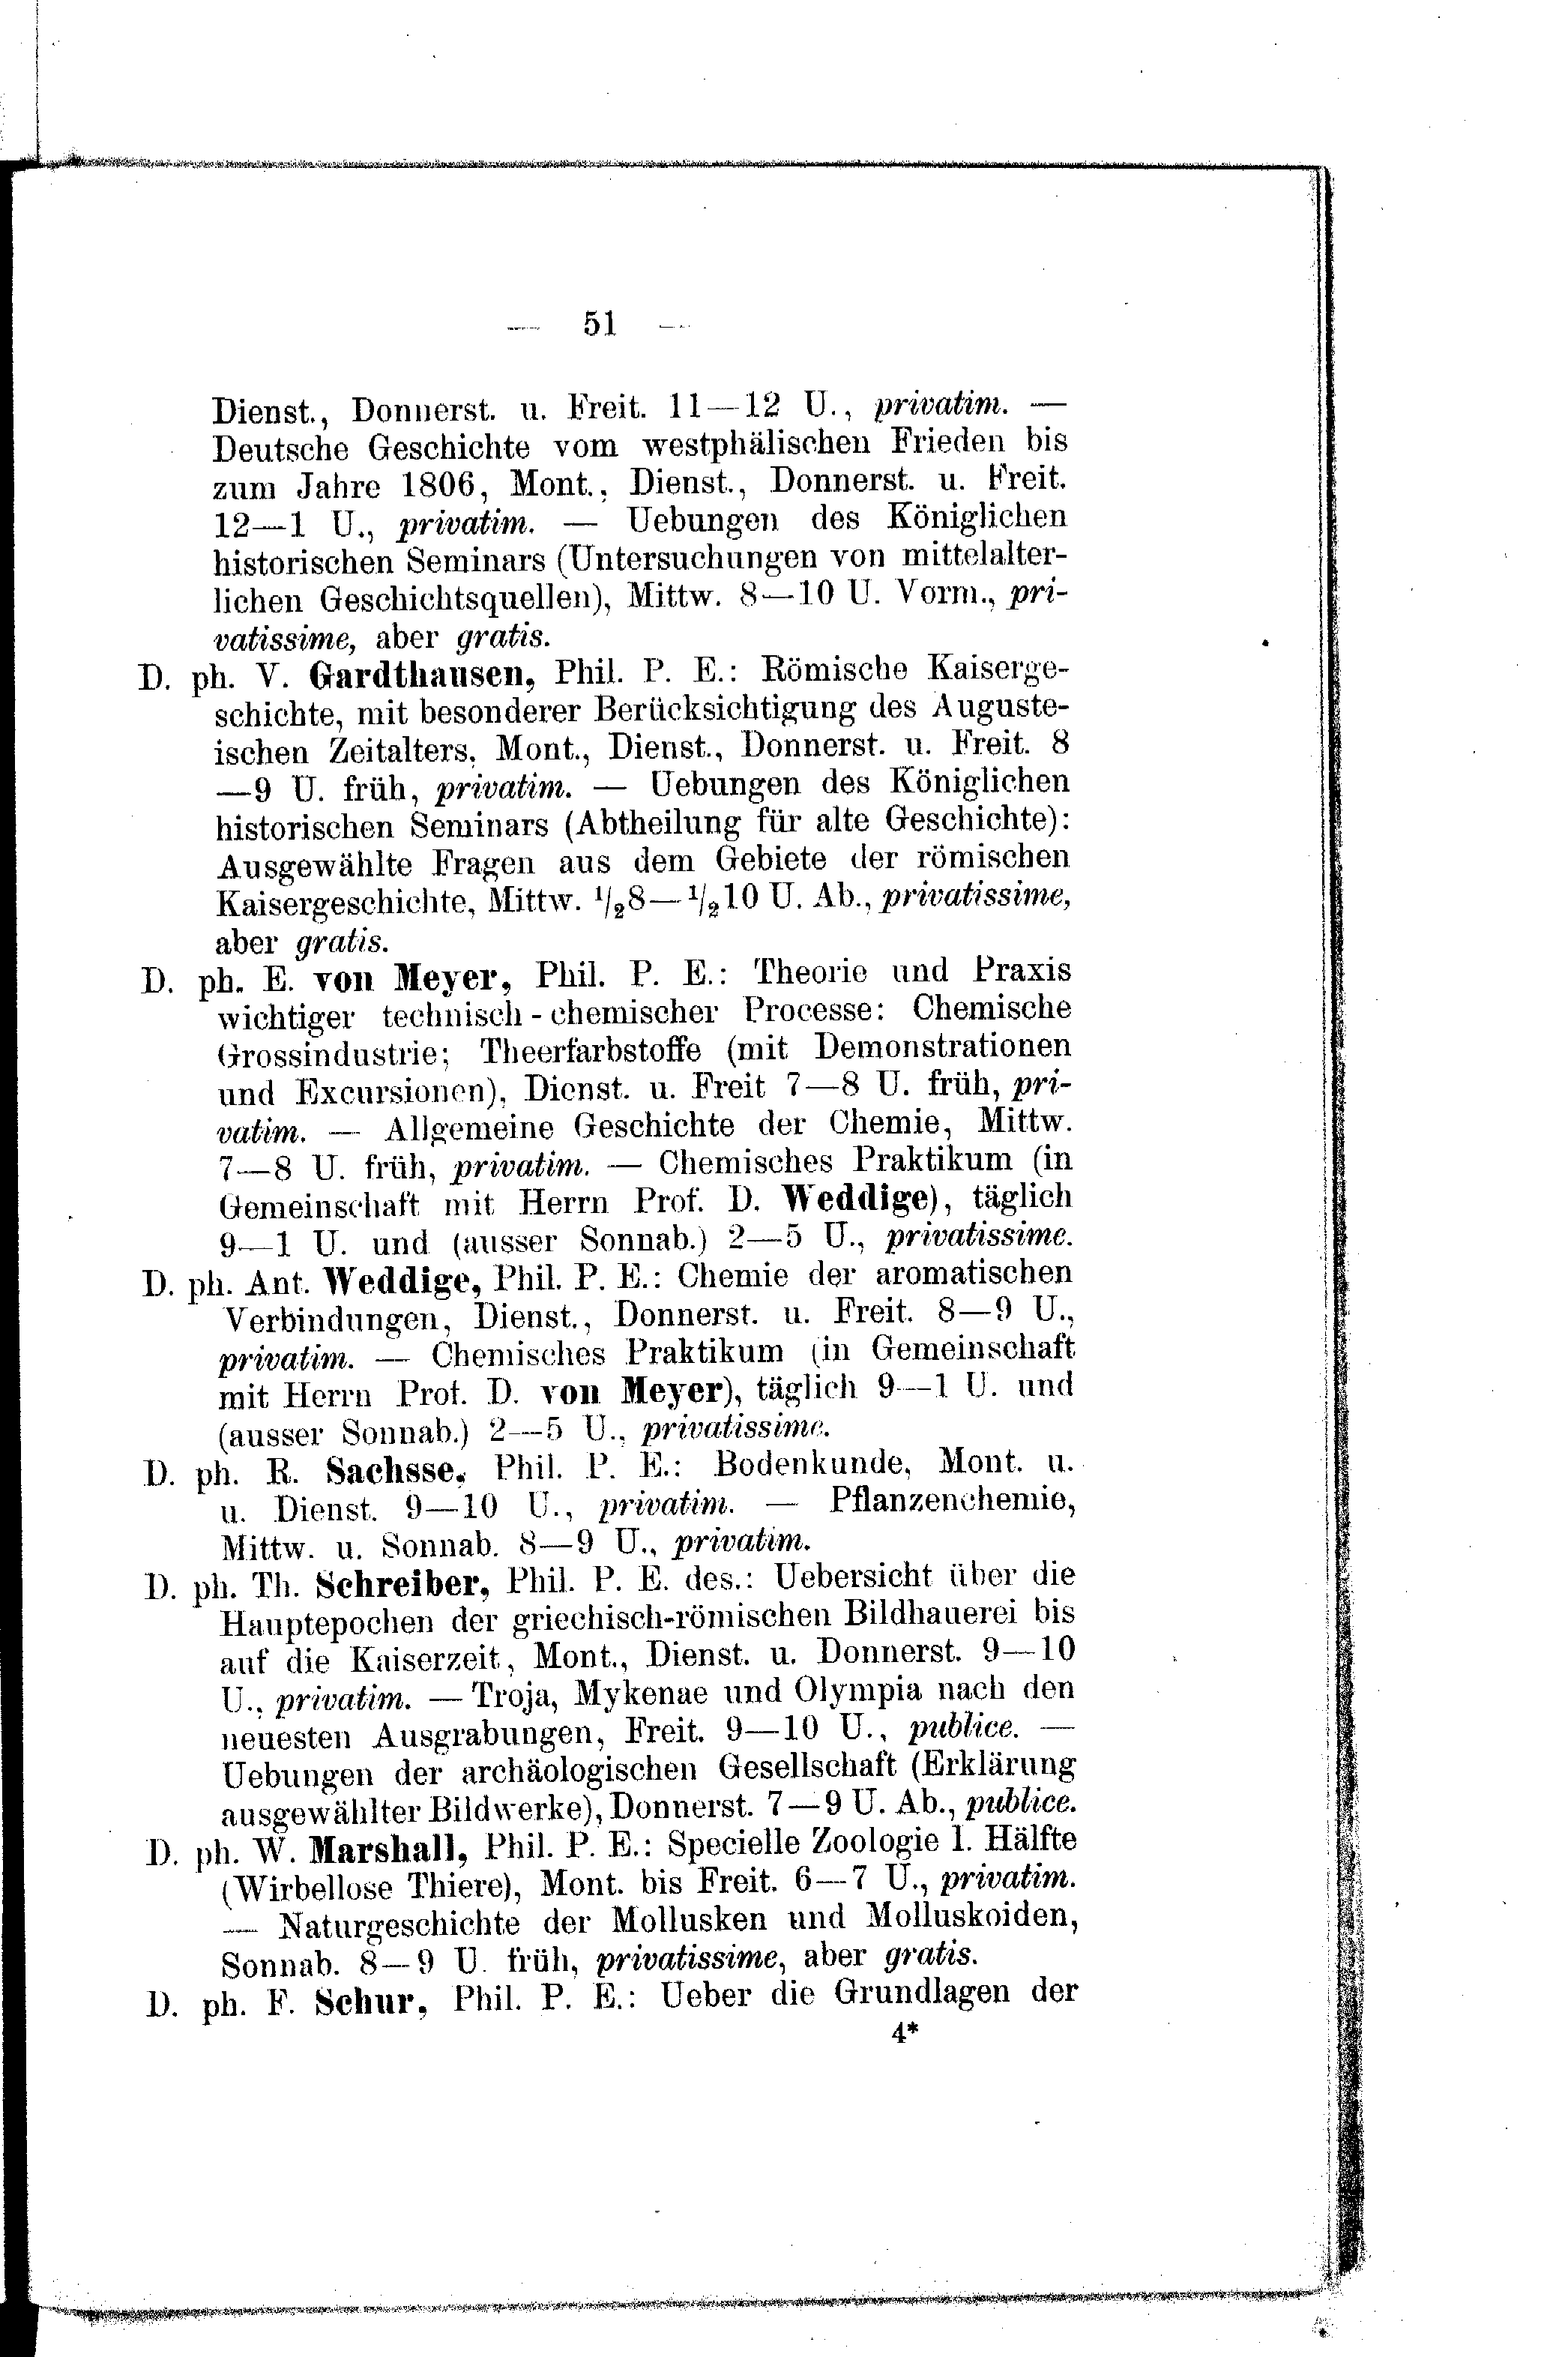 — 51 —
Dienst., Donnerst. u. Freit. 11—12 U., privatim. —
Deutsche Geschichte vom westphälischen Frieden bis
zum Jahre 1806, Mont., Dienst., Donnerst. u. Freit.
12—1 U., privatim. — Uebungen des Königlichen
historischen Seminars (Untersuchungen von mittelalter-
lichen Geschichtsquellen), Mittw. 8—10 U. Vorm., pri-
vatissime, aber gratis.
D. ph. V. Gardthausen, Phil. P. E.: Römische Kaiserge-
schichte, mit besonderer Berücksichtigung des Auguste-
ischen Zeitalters, Mont., Dienst., Donnerst. u. Freit. 8
—9 U. früh, privatim. — Uebungen des Königlichen
historischen Seminars (Abtheilung für alte Geschichte):
Ausgewählte Fragen aus dem Gebiete der römischen
Kaisergeschichte, Mittw. 1/28—1/210 U. Ab., privatissime,
aber gratis.
D. ph. E. von Meyer, Phil. P. E.: Theorie und Praxis
wichtiger technisch-chemischer Processe: Chemische
Grossindustrie; Theerfarbstoffe (mit Demonstrationen
und Excursionen), Dienst. u. Freit 7—8 U. früh, pri-
vatim. — Allgemeine Geschichte der Chemie, Mittw.
7—8 U. früh, privatim. — Chemisches Praktikum (in
Gemeinschaft mit Herrn Prof. D. Weddige), täglich
9—1 U. und (ausser Sonnab.) 2—5 U., privatissime.
D. ph. Ant. Weddige, Phil. P. E.: Chemie der aromatischen
Verbindungen, Dienst., Donnerst. u. Freit. 8—9 U.,
privatim. — Chemisches Praktikum (in Gemeinschaft
mit Herrn Prof. D. von Meyer), täglich 9—1 U. und
(ausser Sonnab.) 2—5 U., privatissime.
D. ph. R. Sachsse, Phil. P. E.: Bodenkunde, Mont. u.
u. Dienst. 9—10 U., privatim. — Pflanzenchemie,
Mittw. u. Sonnab. 8—9 U., privatim.
D. ph. Th. Schreiber, Phil. P. E. des.: Uebersicht über die
Hauptepochen der griechisch-römischen Bildhauerei bis
auf die Kaiserzeit, Mont., Dienst. u. Donnerst. 9—10
U., privatim. — Troja, Mykenae und Olympia nach den
neuesten Ausgrabungen, Freit. 9—10 U., publice. —
Uebungen der archäologischen Gesellschaft (Erklärung
ausgewählter Bildwerke), Donnerst. 7—9 U. Ab., publice.
D. ph. W. Marshall, Phil. P. E.: Specielle Zoologie I. Hälfte
(Wirbellose Thiere), Mont. bis Freit. 6—7 U., privatim.
— Naturgeschichte der Mollusken und Molluskoiden,
Sonnab. 8—9 U. früh, privatissime, aber gratis.
D. ph. F. Schur, Phil. P. E.: Ueber die Grundlagen der
4*